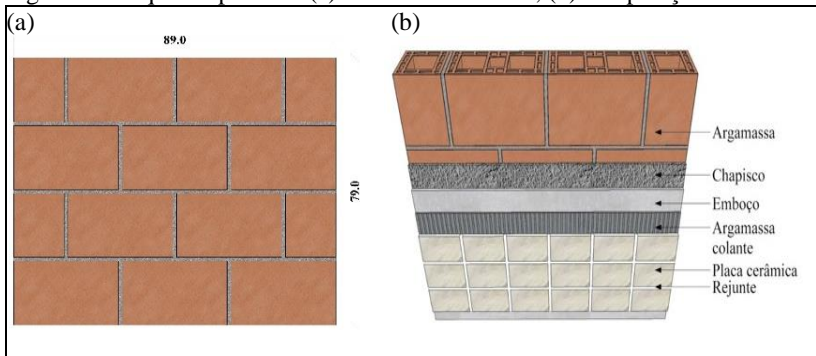 (a)
(b)
89.0
79.0
Argamassa
Chapisco
Emboço
Argamassa
colante
Placa cerâmica
Rejunte